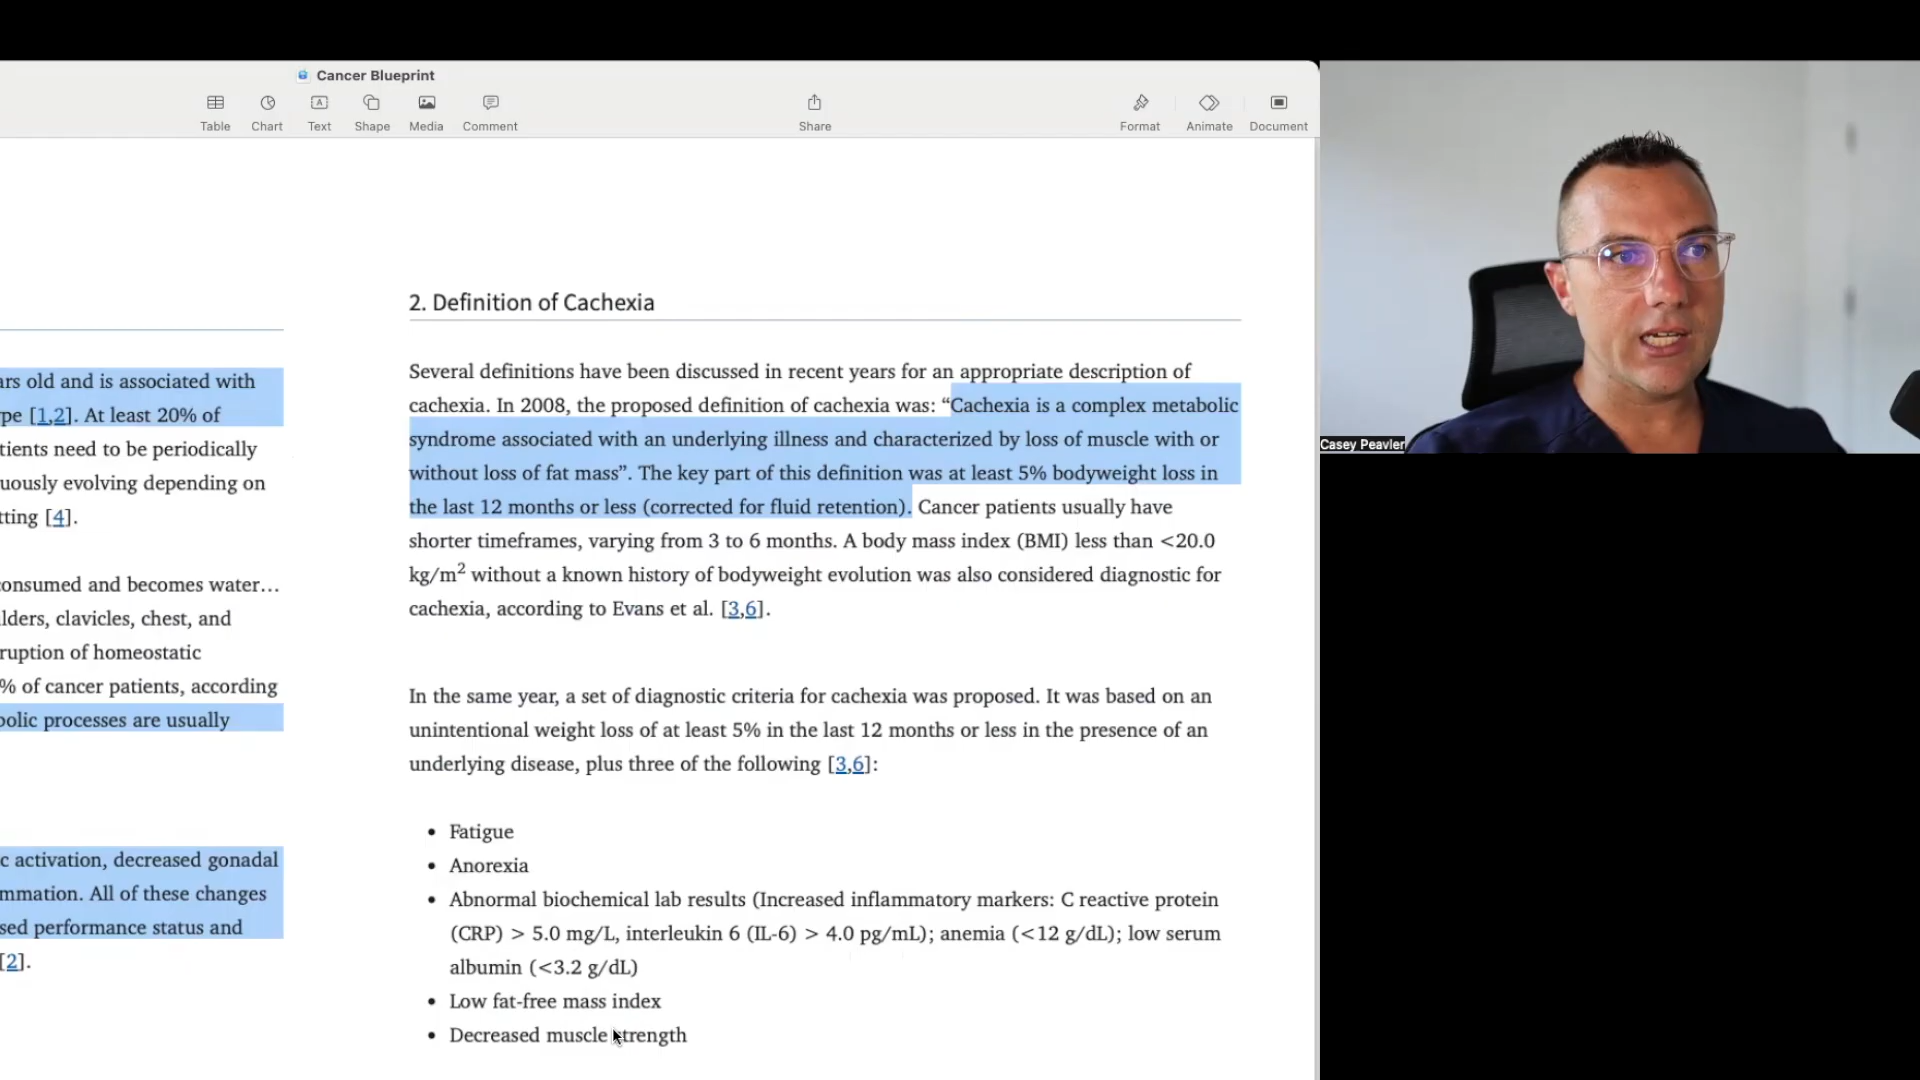 Cancer Blueprint
Table Chart Text Shape Media Comment Share Format Animate Document
ars old and is associated with
pe [1,2]. At least 20% of
tients need to be periodically
uously evolving depending on
tting [4].
consumed and becomes water…
lders, clavicles, chest, and
ruption of homeostatic
% of cancer patients, according
bolic processes are usually
c activation, decreased gonadal
mmation. All of these changes
sed performance status and
[2].
2. Definition of Cachexia
Several definitions have been discussed in recent years for an appropriate description of
cachexia. In 2008, the proposed definition of cachexia was: “Cachexia is a complex metabolic
syndrome associated with an underlying illness and characterized by loss of muscle with or
without loss of fat mass”. The key part of this definition was at least 5% bodyweight loss in
the last 12 months or less (corrected for fluid retention). Cancer patients usually have
shorter timeframes, varying from 3 to 6 months. A body mass index (BMI) less than <20.0
kg/m² without a known history of bodyweight evolution was also considered diagnostic for
cachexia, according to Evans et al. [3,6].
In the same year, a set of diagnostic criteria for cachexia was proposed. It was based on an
unintentional weight loss of at least 5% in the last 12 months or less in the presence of an
underlying disease, plus three of the following [3,6]:
• Fatigue
• Anorexia
• Abnormal biochemical lab results (Increased inflammatory markers: C reactive protein
(CRP) > 5.0 mg/L, interleukin 6 (IL-6) > 4.0 pg/mL); anemia (<12 g/dL); low serum
albumin (<3.2 g/dL)
• Low fat-free mass index
• Decreased muscle strength
Casey Peavler